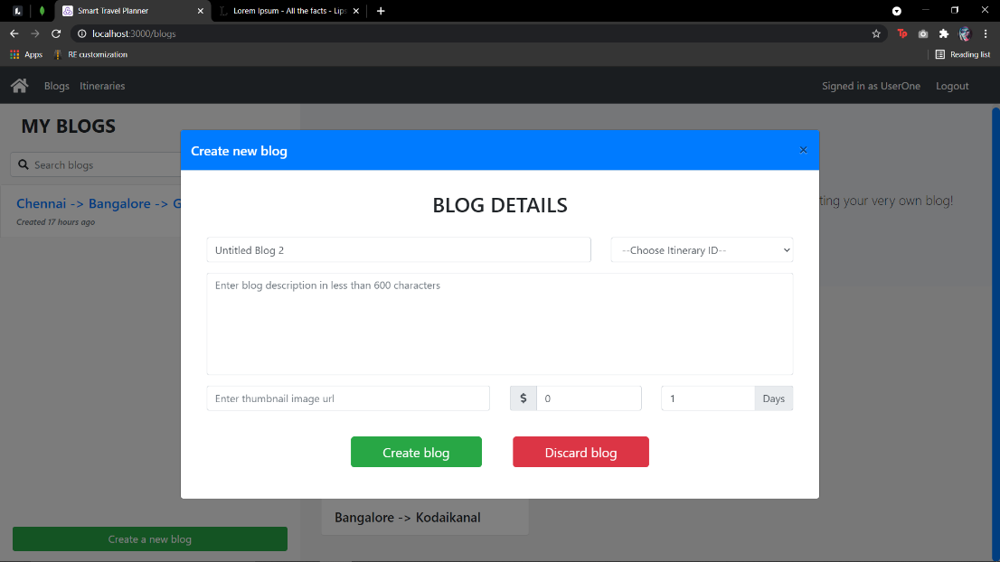 Smart Travel Planner
Lorem Ipsum - All the facts - Lips
localhost:3000/blogs
Apps
RE customization
Reading list
Blogs
Itineraries
Signed in as UserOne
Logout
MY BLOGS
Search blogs
Chennai -> Bangalore -> G
Created 17 hours ago
ting your very own blog!
Create new blog
×
BLOG DETAILS
Untitled Blog 2
--Choose Itinerary ID--
Enter blog description in less than 600 characters
Enter thumbnail image url
$ 0
1 Days
Create blog
Discard blog
Bangalore -> Kodaikanal
Create a new blog